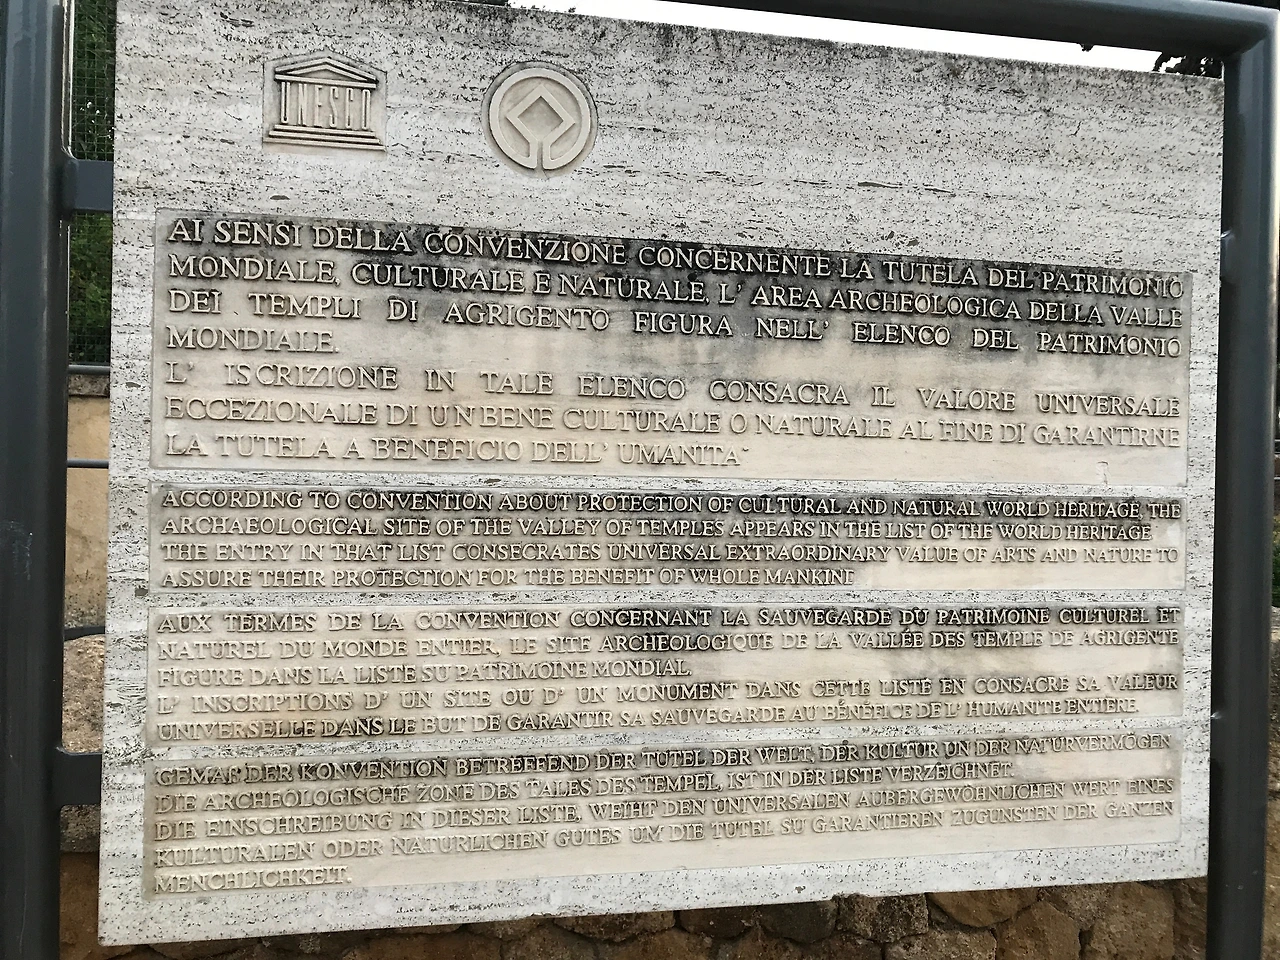 UNESCO
AI SENSI DELLA CONVENZIONE CONCERNENTE LA TUTELA DEL PATRIMONIO
MONDIALE, CULTURALE E NATURALE, L' AREA ARCHEOLOGICA DELLA VALLE
DEI TEMPLI DI AGRIGENTO FIGURA NELL' ELENCO DEL PATRIMONIO
MONDIALE.
L' ISCRIZIONE IN TALE ELENCO CONSACRA IL VALORE UNIVERSALE
ECCEZIONALE DI U'N BENE CULTURALE O NATURALE AL FINE DI GARANTIRNE
LA TUTELA A BENEFICIO DELL' UMANITA'
ACCORDING TO CONVENTION ABOUT PROTECTION OF CULTURAL AND NATURAL WORLD HERITAGE, THE
ARCHAEOLOGICAL SITE OF THE VALLEY OF TEMPLES APPEARS IN THE LIST OF THE WORLD HERITAGE
THE ENTRY IN THAT LIST CONSECRATES UNIVERSAL EXTRAORDINARY VALUE OF ARTS AND NATURE TO
ASSURE THEIR PROTECTION FOR THE BENEFIT OF WHOLE MANKIND
AUX TERMES DE LA CONVENTION CONCERNANT LA SAUVEGARDE DU PATRIMOINE CULTUREL ET
NATUREL DU MONDE ENTIER, LE SITE ARCHEOLOGIQUE DE LA VALLÉE DES TEMPLE DE AGRIGENTE
FIGURE DANS LA LISTE SU PATRIMOINE MONDIAL.
L' INSCRIPTIONS D' UN SITE OU D' UN MONUMENT DANS CETTE LISTE EN CONSACRE SA VALEUR
UNIVERSELLE DANS LE BUT DE GARANTIR SA SAUVEGARDE AU BÉNÉFICE DE L' HUMANITE ENTIERE.
GEMAF DER KONVENTION BETREFFEND DER TUTEL DER WELT, DER KULTUR UN DER NATURVERMÖGEN
DIE ARCHEOLOGISCHE ZONE DES TALES DES TEMPEL, IST IN DER LISTE VERZEICHNET.
DIE EINSCHREIBUNG IN DIESER LISTE, WEIHT DEN UNIVERSALEN AUBERGEWÖHNLICHEN WERT EINES
KULTURALEN ODER NATURLICHEN GUTES UM DIE TUTEL SU GARANTIEREN ZUGUNSTEN DER GANZEN
MENCHLICHKEIT.